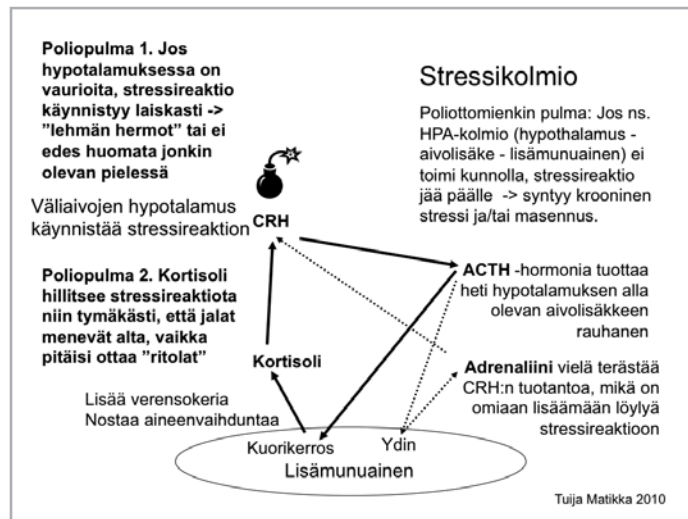 Poliopulma 1. Jos
hypotalamuksessa on
vaurioita, stressireaktio
käynnistyy laiskasti ->
”lehmän hermot” tai ei
edes huomata jonkin
olevan pielessä
Väliaivojen hypotalamus
käynnistää stressireaktion
CRH
Stressikolmio
Poliottomienkin pulma: Jos ns.
HPA-kolmio (hypothalamus -
aivolisäke - lisämunuainen) ei
toimi kunnolla, stressireaktio
jää päälle -> syntyy krooninen
stressi ja/tai masennus.
Poliopulma 2. Kortisoli
hillitsee stressireaktiota
niin tymäkästi, että jalat
menevät alta, vaikka
pitäisi ottaa ”ritolat”
ACTH -hormonia tuottaa
heti hypotalamuksen alla
olevan aivolisäkkeen
rauhanen
Kortisoli
Adrenaliini vielä terästää
CRH:n tuotantoa, mikä on
omiaan lisäämään löylyä
stressireaktioon
Lisää verensokeria
Nostaa aineenvaihduntaa
Kuorikerros
Ydin
Lisämunuainen
Tuija Matikka 2010